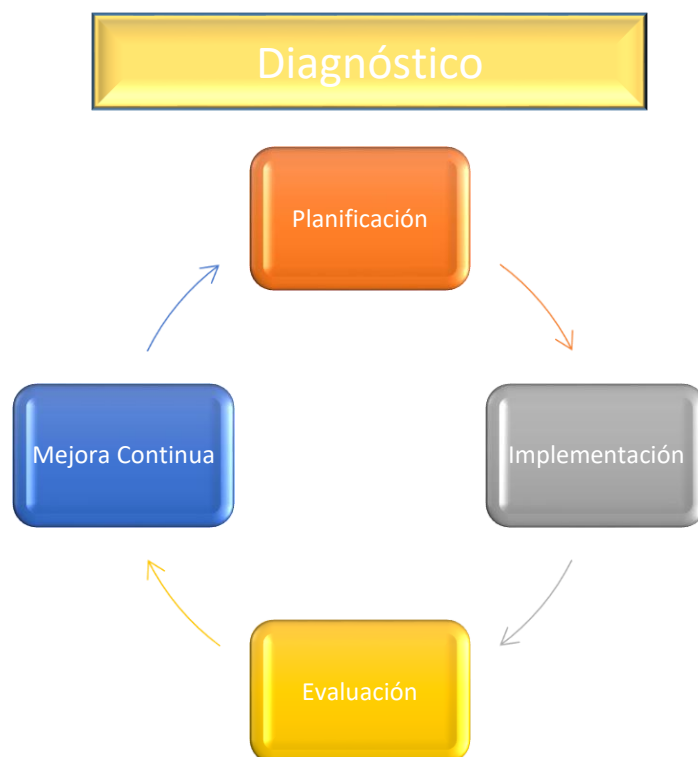 Diagnóstico
Planificación
Implementación
Evaluación
Mejora Continua